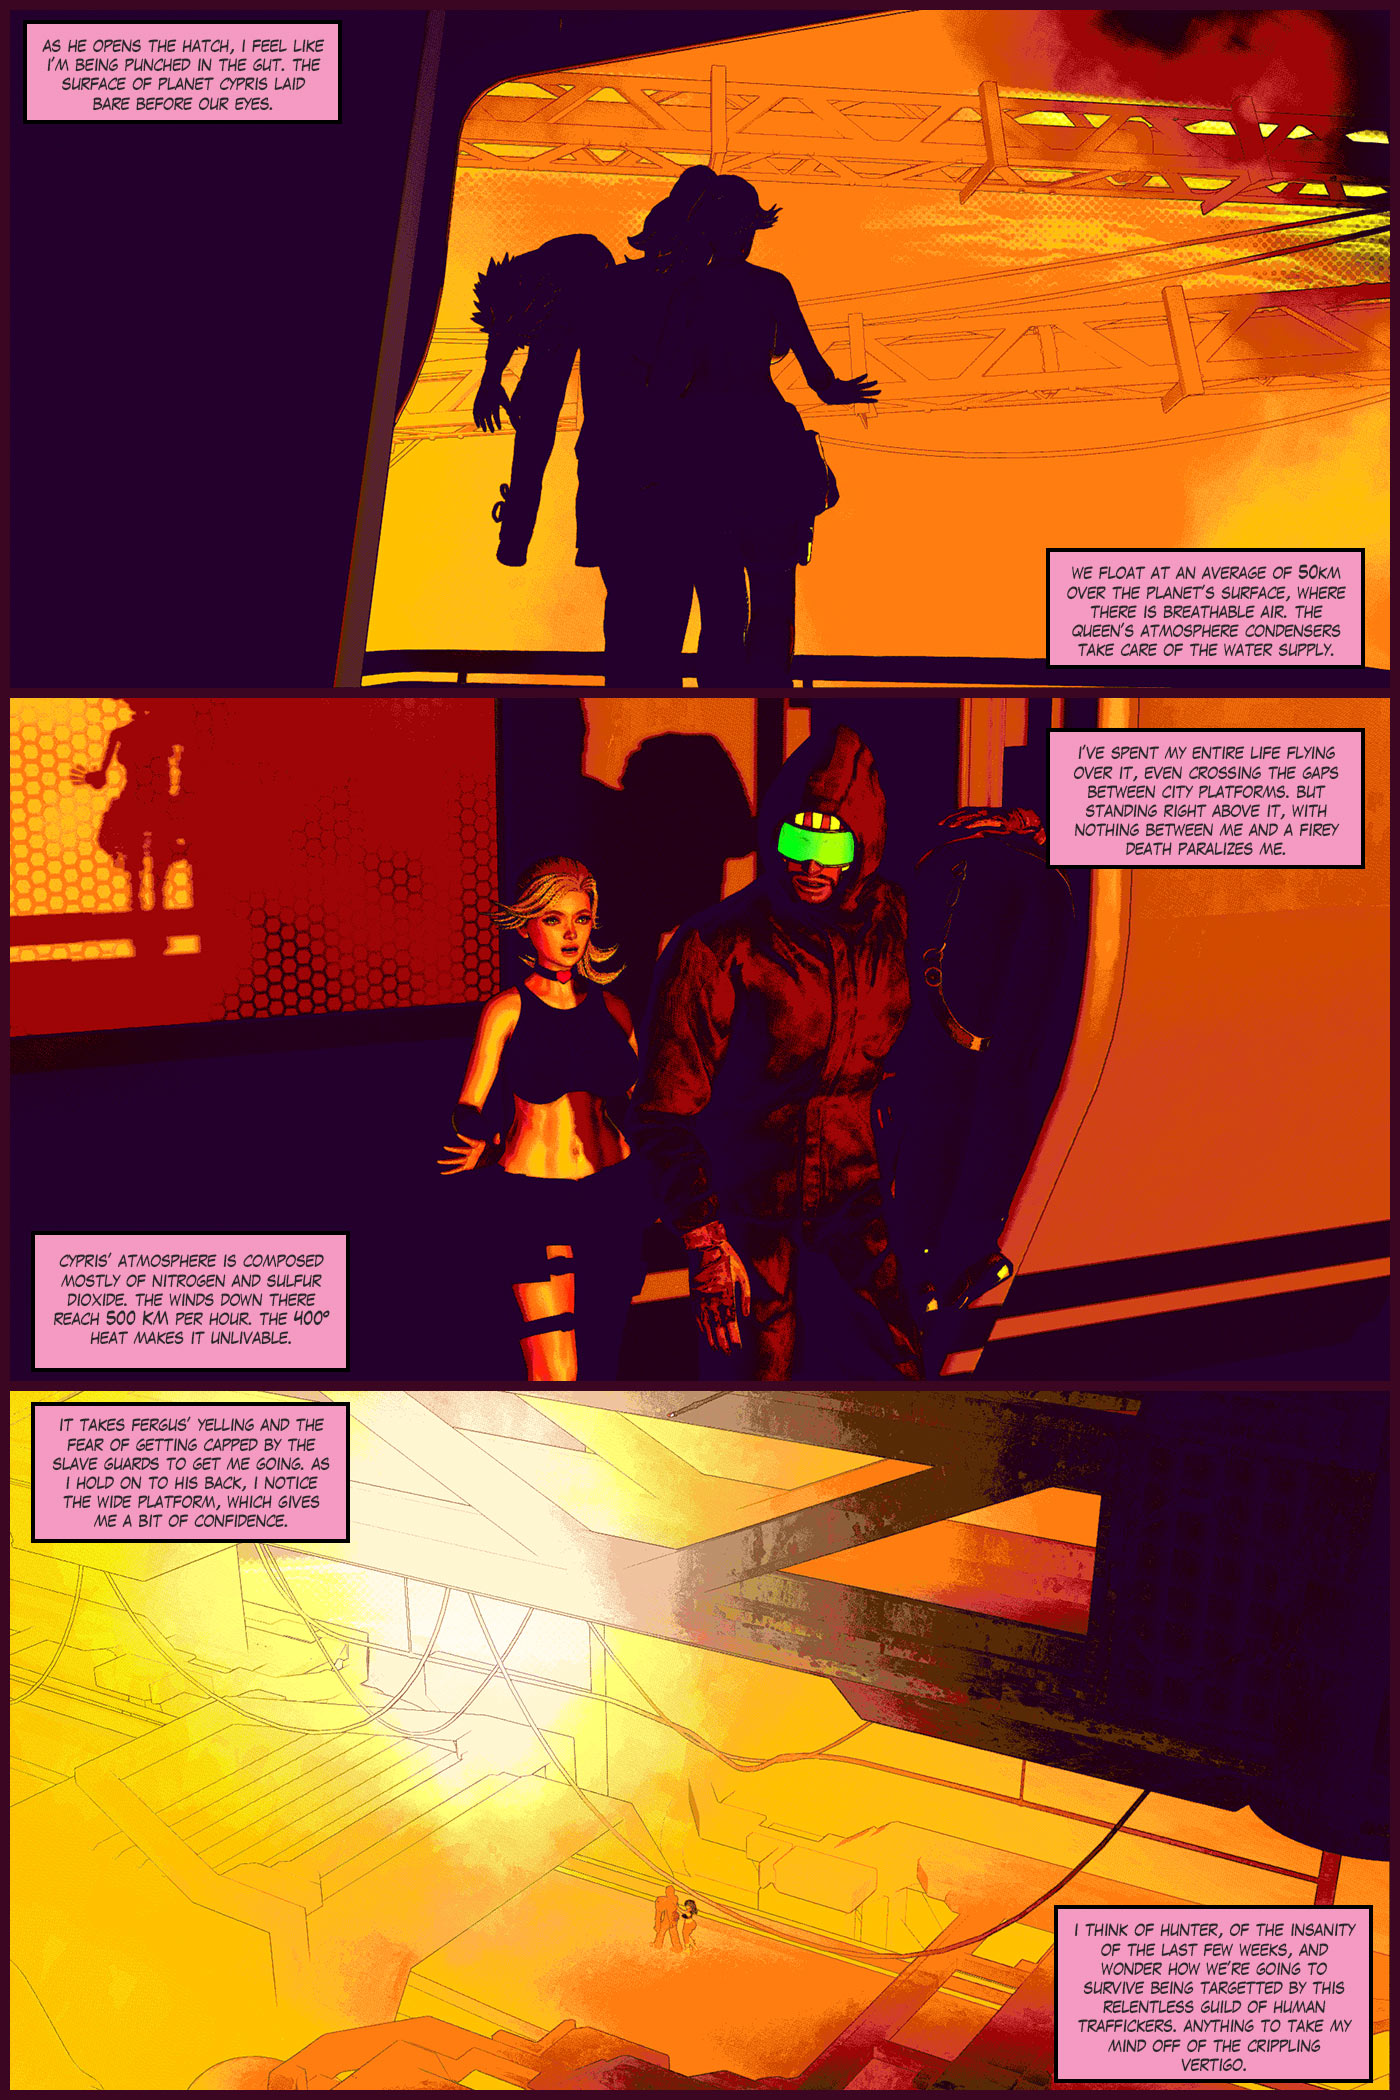 AS HE OPENS THE HATCH, I FEEL LIKE
I'M BEING PUNCHED IN THE GUT. THE
SURFACE OF PLANET CYPRIS LAID
BARE BEFORE OUR EYES.
WE FLOAT AT AN AVERAGE OF 50KM
OVER THE PLANET'S SURFACE, WHERE
THERE IS BREATHABLE AIR. THE
QUEEN'S ATMOSPHERE CONDENSERS
TAKE CARE OF THE WATER SUPPLY.
I'VE SPENT MY ENTIRE LIFE FLYING
OVER IT, EVEN CROSSING THE GAPS
BETWEEN CITY PLATFORMS. BUT
STANDING RIGHT ABOVE IT, WITH
NOTHING BETWEEN ME AND A FIREY
DEATH PARALIZES ME.
CYPRIS' ATMOSPHERE IS COMPOSED
MOSTLY OF NITROGEN AND SULFUR
DIOXIDE. THE WINDS DOWN THERE
REACH 500 KM PER HOUR. THE 400°
HEAT MAKES IT UNLIVABLE.
IT TAKES FERGUS' YELLING AND THE
FEAR OF GETTING CAPPED BY THE
SLAVE GUARDS TO GET ME GOING. AS
I HOLD ON TO HIS BACK, I NOTICE
THE WIDE PLATFORM, WHICH GIVES
ME A BIT OF CONFIDENCE.
I THINK OF HUNTER, OF THE INSANITY
OF THE LAST FEW WEEKS, AND
WONDER HOW WE'RE GOING TO
SURVIVE BEING TARGETTED BY THIS
RELENTLESS GUILD OF HUMAN
TRAFFICKERS. ANYTHING TO TAKE MY
MIND OFF OF THE CRIPPLING
VERTIGO.